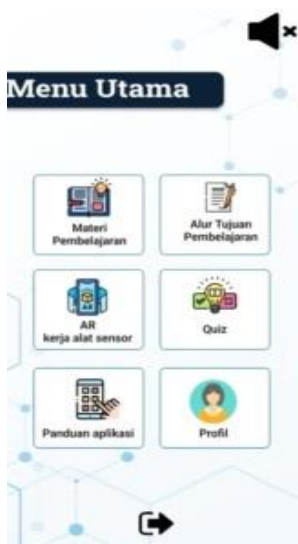 Menu Utama
Materi
Pembelajaran
Alur Tujuan
Pembelajaran
AR
kerja alat sensor
Quiz
Panduan aplikasi
Profil